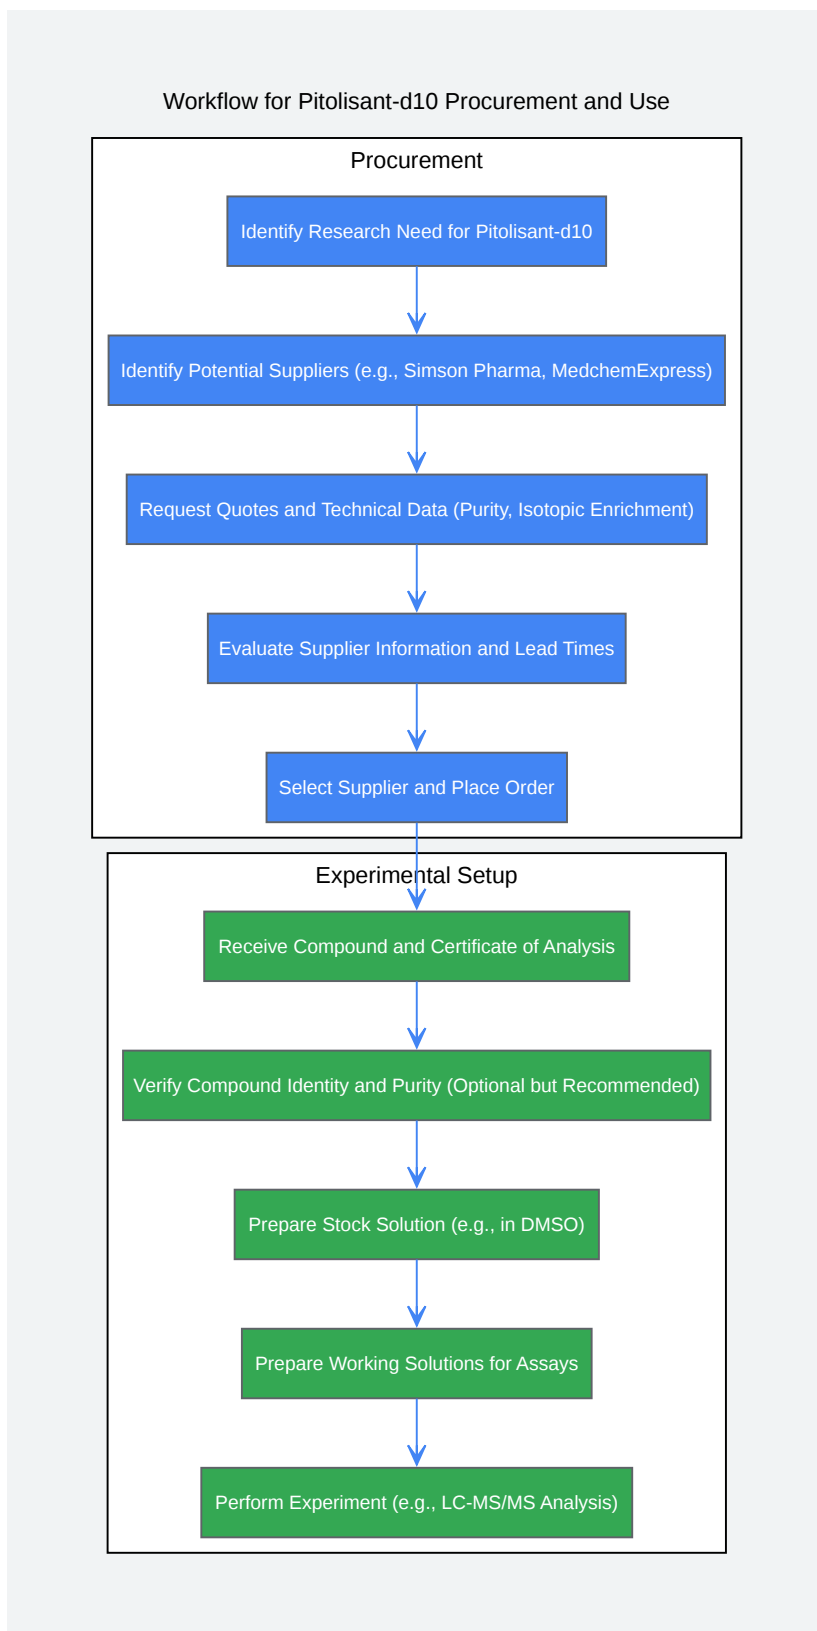 Workflow for Pitolisant-d10 Procurement and Use
Procurement
Identify Research Need for Pitolisant-d10
Identify Potential Suppliers (e.g., Simson Pharma, MedchemExpress)
Request Quotes and Technical Data (Purity, Isotopic Enrichment)
Evaluate Supplier Information and Lead Times
Select Supplier and Place Order
Experimental Setup
Receive Compound and Certificate of Analysis
Verify Compound Identity and Purity (Optional but Recommended)
Prepare Stock Solution (e.g., in DMSO)
Prepare Working Solutions for Assays
Perform Experiment (e.g., LC-MS/MS Analysis)